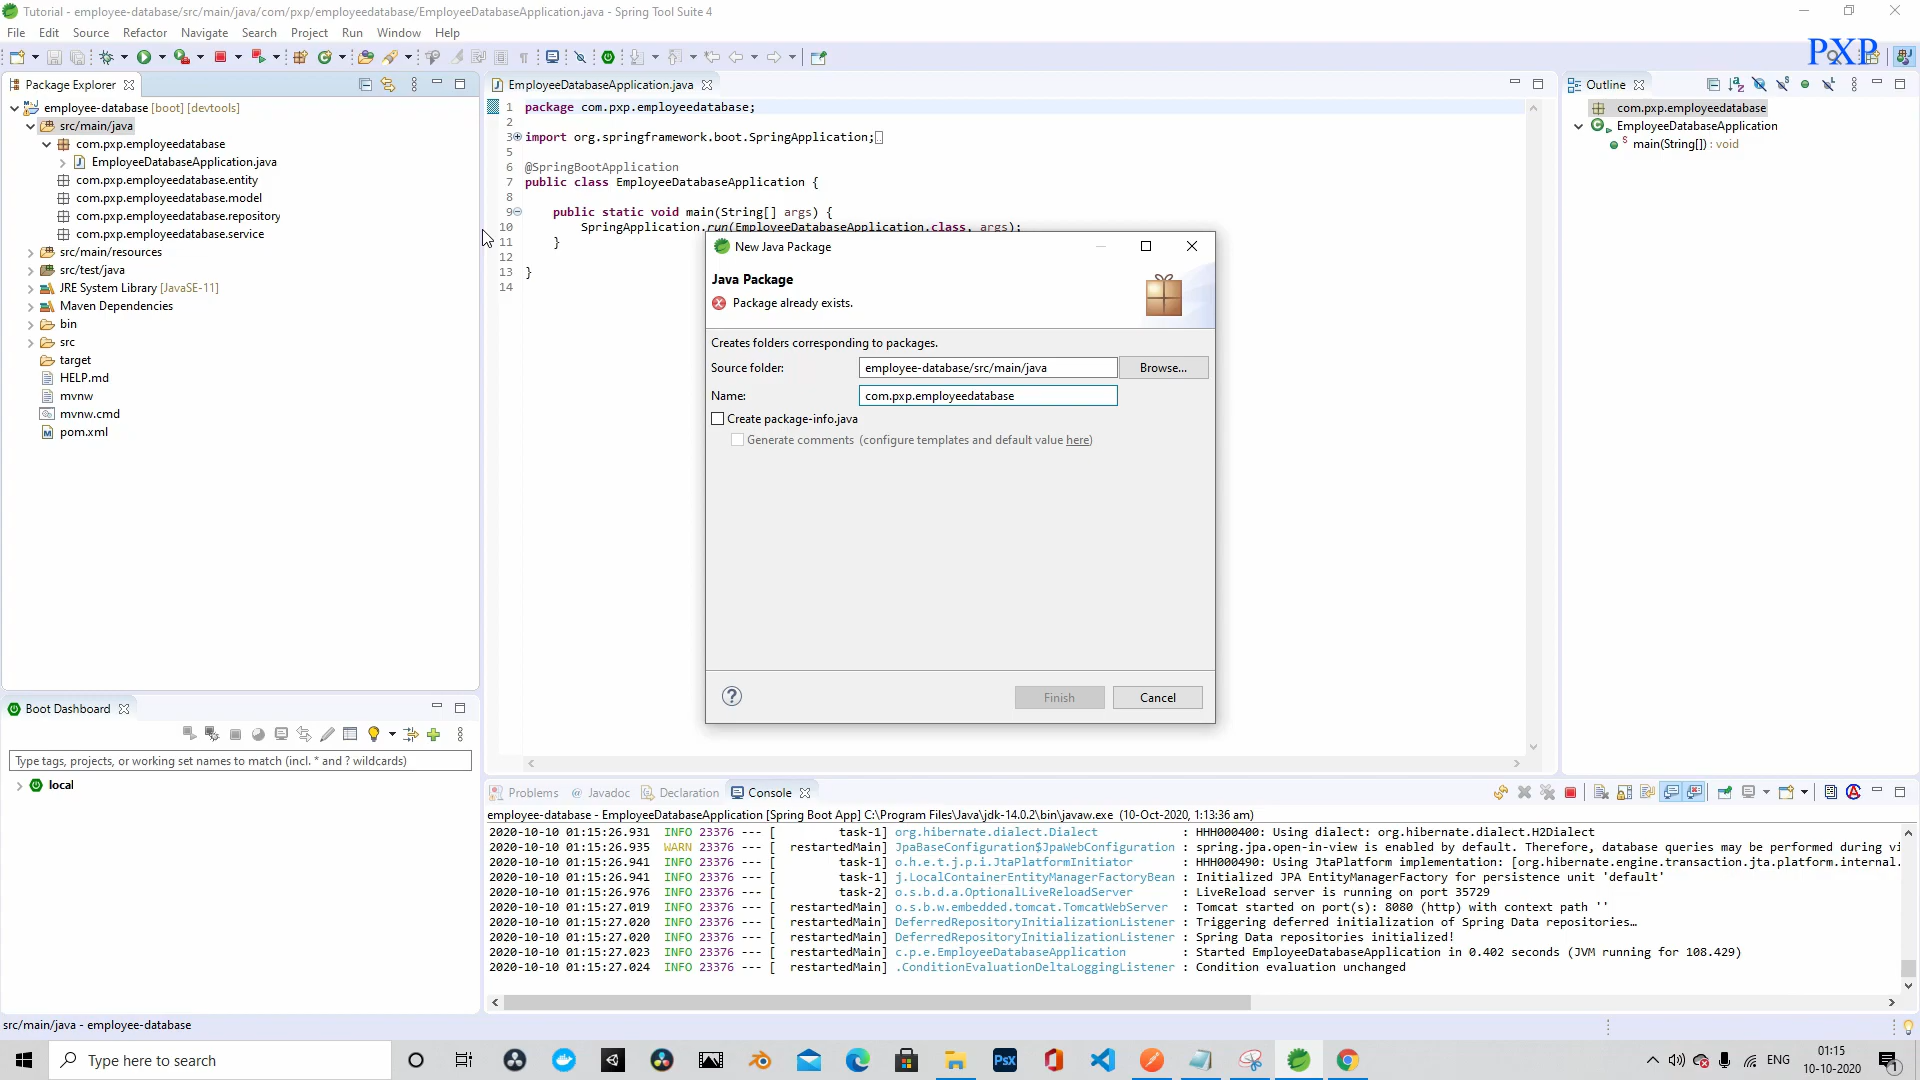 Tutorial - employee-database/src/main/java/com/pxp/employeedatabase/EmployeeDatabaseApplication.java - Spring Tool Suite 4
File Edit Source Refactor Navigate Search Project Run Window Help
PXP
Package Explorer
employee-database [boot] [devtools]
src/main/java
com.pxp.employeedatabase
EmployeeDatabaseApplication.java
com.pxp.employeedatabase.entity
com.pxp.employeedatabase.model
com.pxp.employeedatabase.repository
com.pxp.employeedatabase.service
src/main/resources
src/test/java
JRE System Library [JavaSE-11]
Maven Dependencies
bin
src
target
HELP.md
mvnw
mvnw.cmd
pom.xml
EmployeeDatabaseApplication.java
1 package com.pxp.employeedatabase;
2
3 import org.springframework.boot.SpringApplication;
5
6 @SpringBootApplication
7 public class EmployeeDatabaseApplication {
8
9 public static void main(String[] args) {
10 SpringApplication.run(EmployeeDatabaseApplication.class, args);
11 }
12
13 }
14
New Java Package
Java Package
Package already exists.
Creates folders corresponding to packages.
Source folder: employee-database/src/main/java Browse...
Name: com.pxp.employeedatabase
Create package-info.java
Generate comments (configure templates and default value here)
? Finish Cancel
Outline
com.pxp.employeedatabase
EmployeeDatabaseApplication
main(String[]) : void
Boot Dashboard
Type tags, projects, or working set names to match (incl. * and ? wildcards)
local
Problems @ Javadoc Declaration Console
employee-database - EmployeeDatabaseApplication [Spring Boot App] C:\Program Files\Java\jdk-14.0.2\bin\javaw.exe (10-Oct-2020, 1:13:36 am)
2020-10-10 01:15:26.931 INFO 23376 --- [ task-1] org.hibernate.dialect.Dialect : HHH000400: Using dialect: org.hibernate.dialect.H2Dialect
2020-10-10 01:15:26.935 WARN 23376 --- [ restartedMain] JpaBaseConfiguration$JpaWebConfiguration : spring.jpa.open-in-view is enabled by default. Therefore, database queries may be performed during vi
2020-10-10 01:15:26.941 INFO 23376 --- [ task-1] o.h.e.t.j.p.i.JtaPlatformInitiator : HHH000490: Using JtaPlatform implementation: [org.hibernate.engine.transaction.jta.platform.internal.
2020-10-10 01:15:26.941 INFO 23376 --- [ task-1] j.LocalContainerEntityManagerFactoryBean : Initialized JPA EntityManagerFactory for persistence unit 'default'
2020-10-10 01:15:26.976 INFO 23376 --- [ task-2] o.s.b.d.a.OptionalLiveReloadServer : LiveReload server is running on port 35729
2020-10-10 01:15:27.019 INFO 23376 --- [ restartedMain] o.s.b.w.embedded.tomcat.TomcatWebServer : Tomcat started on port(s): 8080 (http) with context path ''
2020-10-10 01:15:27.020 INFO 23376 --- [ restartedMain] DeferredRepositoryInitializationListener : Triggering deferred initialization of Spring Data repositories…
2020-10-10 01:15:27.020 INFO 23376 --- [ restartedMain] DeferredRepositoryInitializationListener : Spring Data repositories initialized!
2020-10-10 01:15:27.023 INFO 23376 --- [ restartedMain] c.p.e.EmployeeDatabaseApplication : Started EmployeeDatabaseApplication in 0.402 seconds (JVM running for 108.429)
2020-10-10 01:15:27.024 INFO 23376 --- [ restartedMain] .ConditionEvaluationDeltaLoggingListener : Condition evaluation unchanged
src/main/java - employee-database
Type here to search
ENG
01:15
10-10-2020